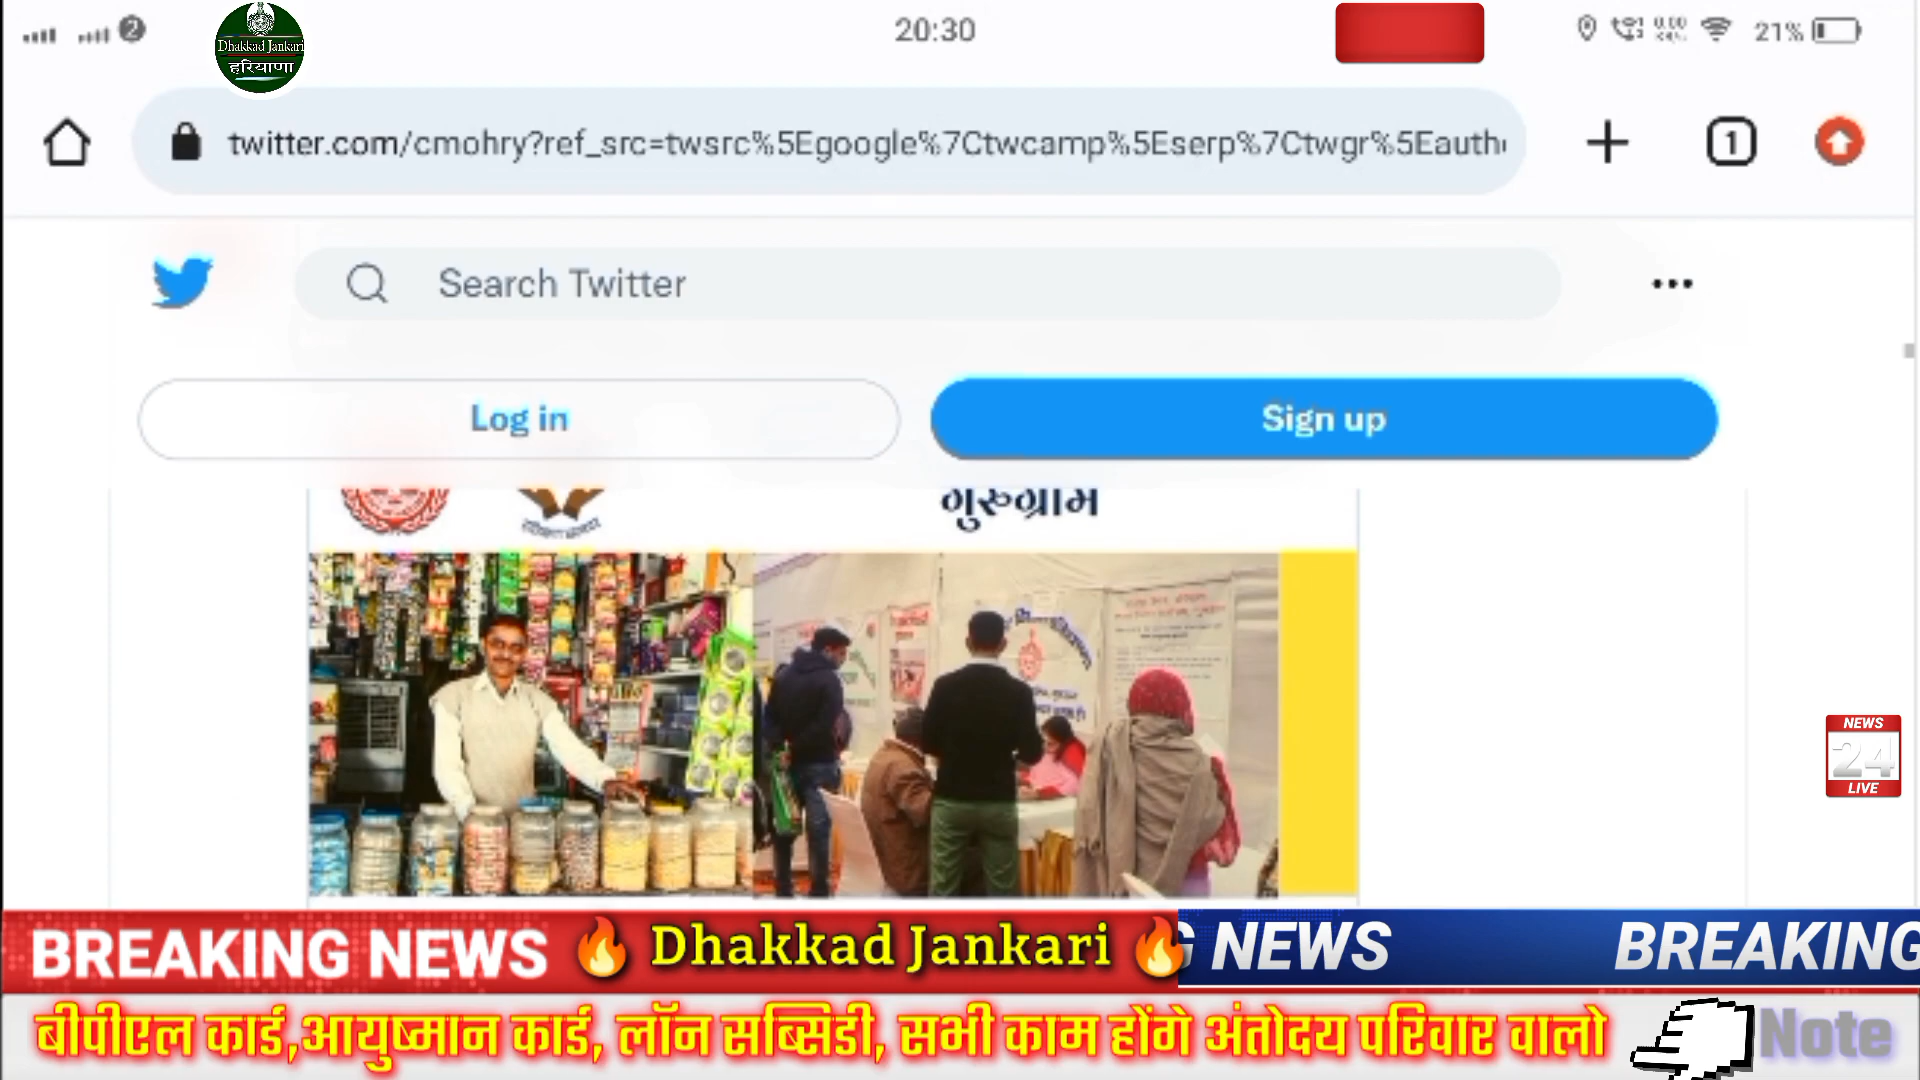 2
Dhakkad Jankari
हरियाणा
20:30
21%
twitter.com/cmohry?ref_src=twsrc%5Egoogle%7Ctwcamp%5Eserp%7Ctwgr%5Eauth
1
Search Twitter
Log in
Sign up
गुरुग्राम
NEWS
24
LIVE
BREAKING NEWS 🔥 Dhakkad Jankari 🔥 G NEWS BREAKING
बीपीएल कार्ड,आयुष्मान कार्ड, लॉन सब्सिडी, सभी काम होंगे अंतोदय परिवार वालो
Note